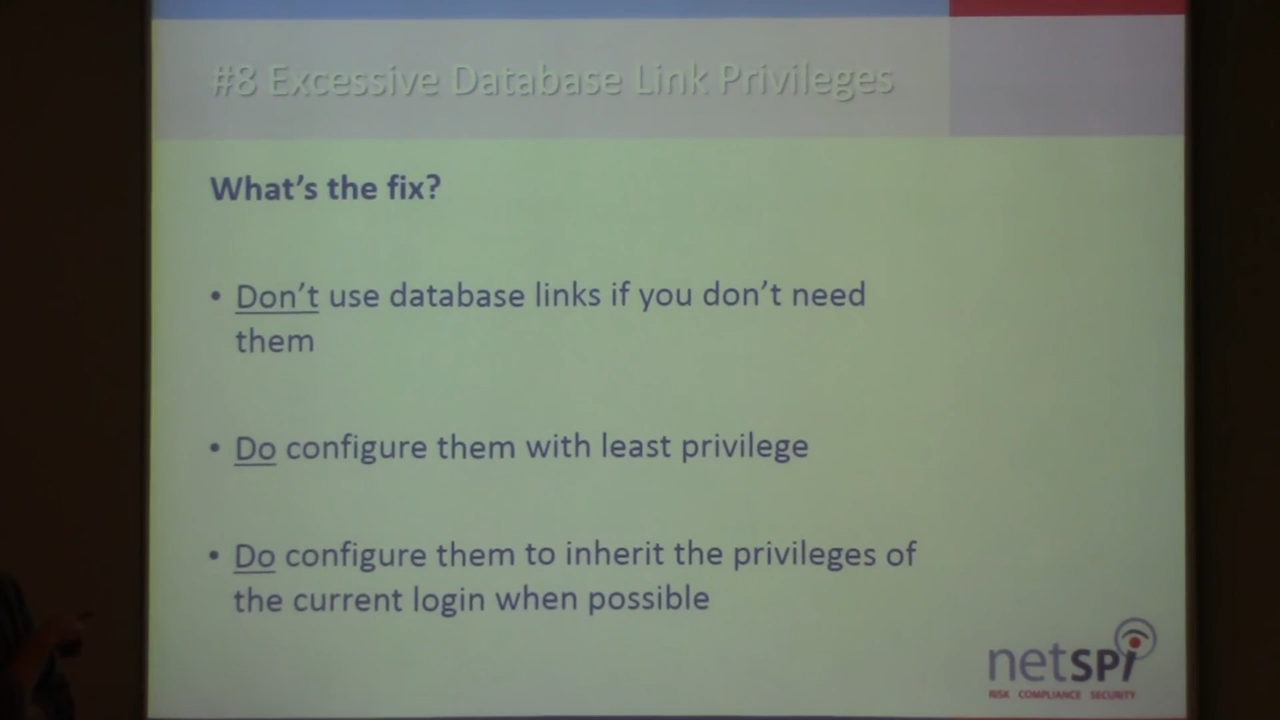 #8 Excessive Database Link Privileges
What's the fix?
• Don't use database links if you don't need
them
• Do configure them with least privilege
• Do configure them to inherit the privileges of
the current login when possible
netspi
RISK COMPLIANCE SECURITY